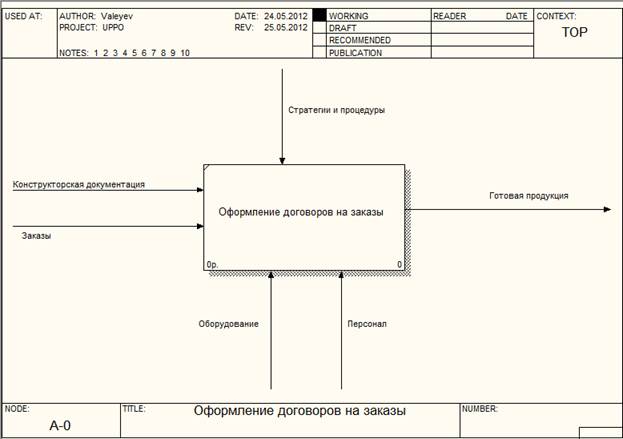 USED AT:
AUTHOR: Valeyev
DATE: 24.05.2012
WORKING
READER
DATE
CONTEXT:
PROJECT: UPPO
REV: 25.05.2012
DRAFT
TOP
RECOMMENDED
NOTES: 1 2 3 4 5 6 7 8 9 10
PUBLICATION
Стратегии и процедуры
Конструкторская документация
Готовая продукция
Оформление договоров на заказы
Заказы
0р.
0
Оборудование
Персонал
NODE:
TITLE:
Оформление договоров на заказы
NUMBER:
A-0